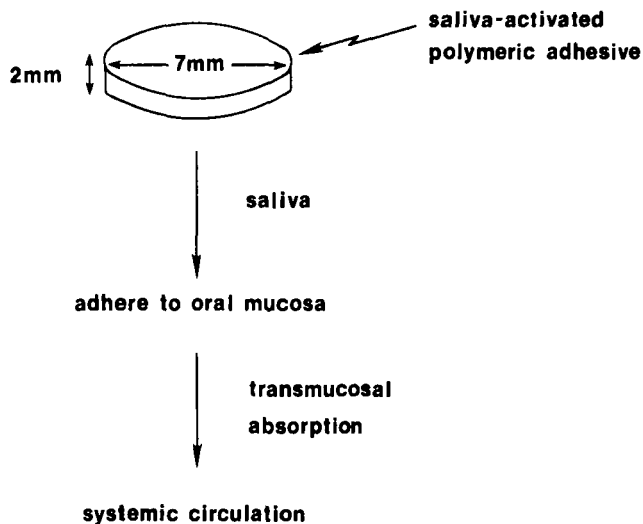 saliva-activated
polymeric adhesive
7mm
2mm
saliva
adhere to oral mucosa
transmucosal
absorption
systemic circulation